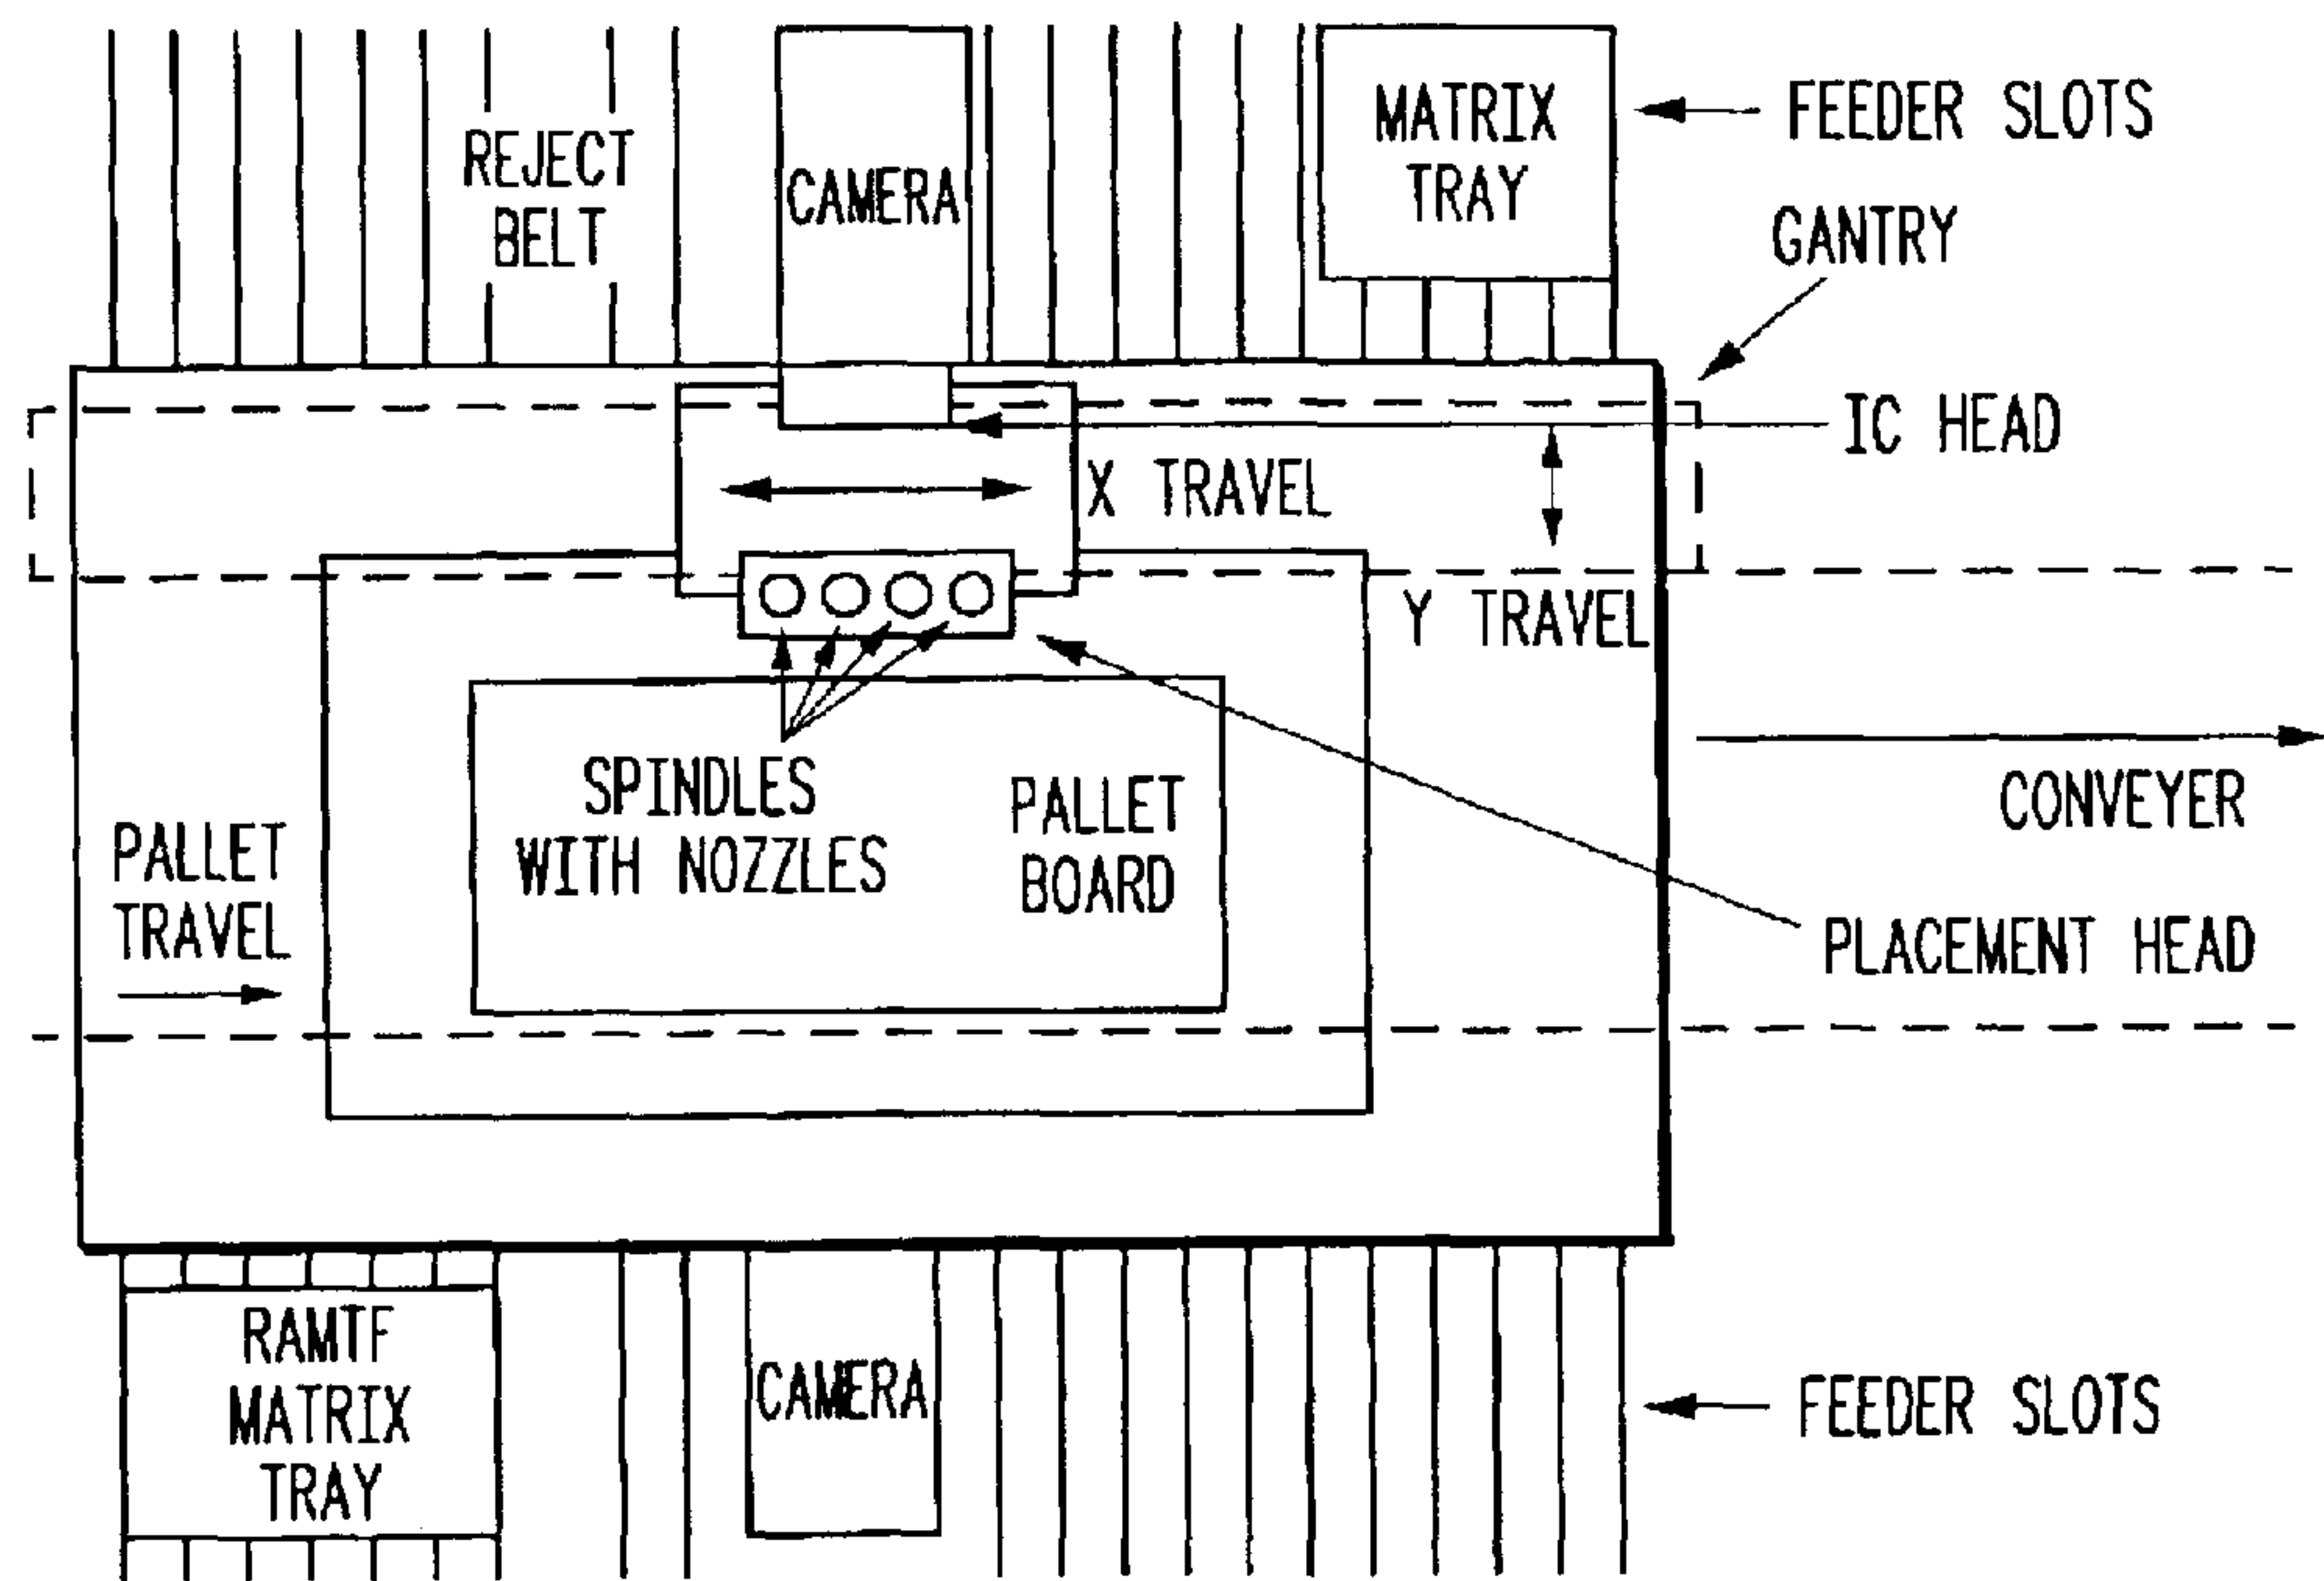 REJECT
BELT
CAMERA
MATRIX
TRAY
FEEDER SLOTS
GANTRY
IC HEAD
X TRAVEL
Y TRAVEL
SPINDLES
WITH NOZZLES
PALLET
BOARD
CONVEYER
PALLET
TRAVEL
PLACEMENT HEAD
RAMTF
MATRIX
TRAY
CAMERA
FEEDER SLOTS